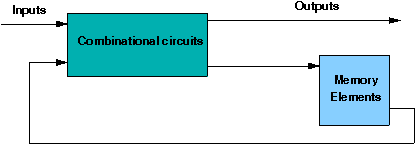 Inputs
Outputs
Combinational circuits
Memory
Elements